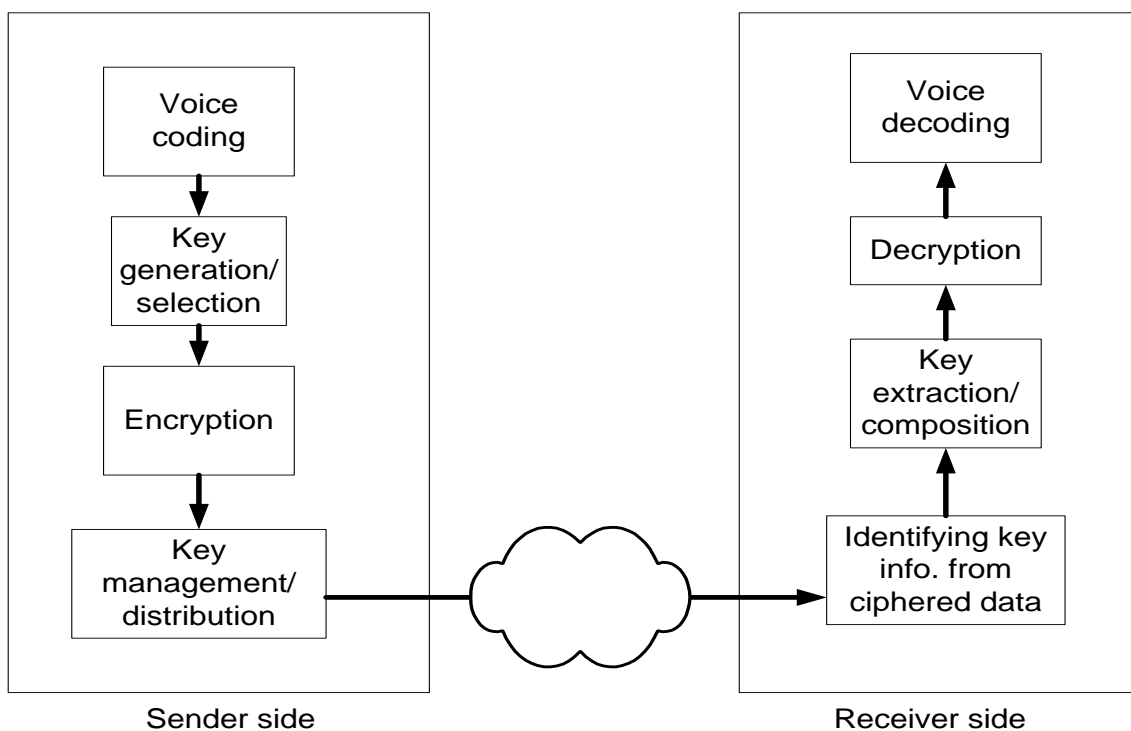 Voice
coding
Key
generation/
selection
Encryption
Key
management/
distribution
Sender side
Voice
decoding
Decryption
Key
extraction/
composition
Identifying key
info. from
ciphered data
Receiver side